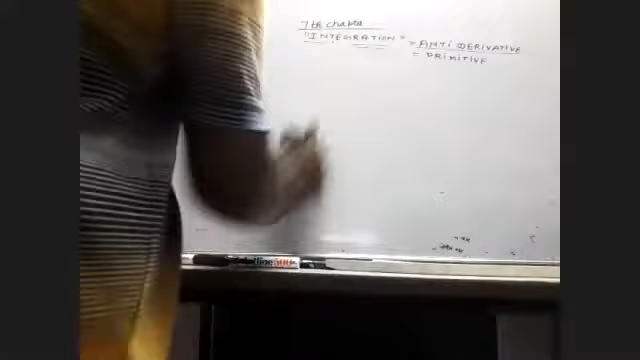 7th chapter
"INTEGRATION" = ANTI DERIVATIVE
= PRIMITIVE